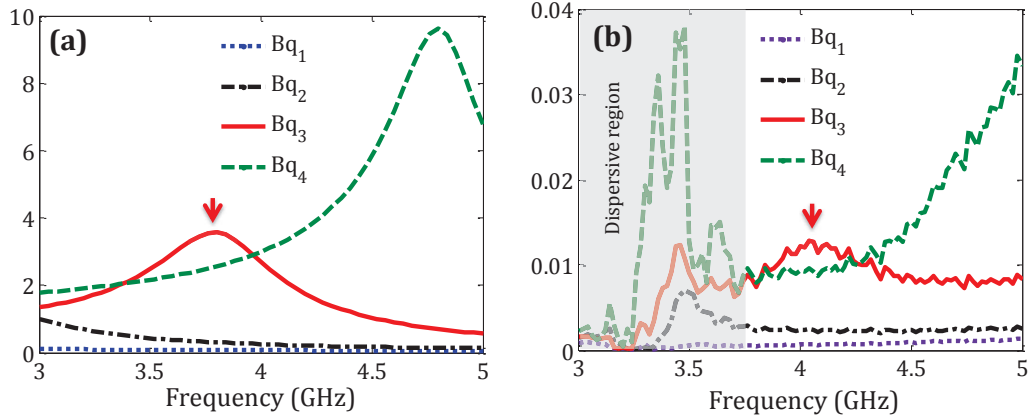 (a)
10
8
6
4
2
0
Bq1
Bq2
Bq3
Bq4
3 3.5 4 4.5 5
Frequency (GHz)
(b)
0.04
0.03
0.02
0.01
0
Dispersive region
Bq1
Bq2
Bq3
Bq4
3 3.5 4 4.5 5
Frequency (GHz)